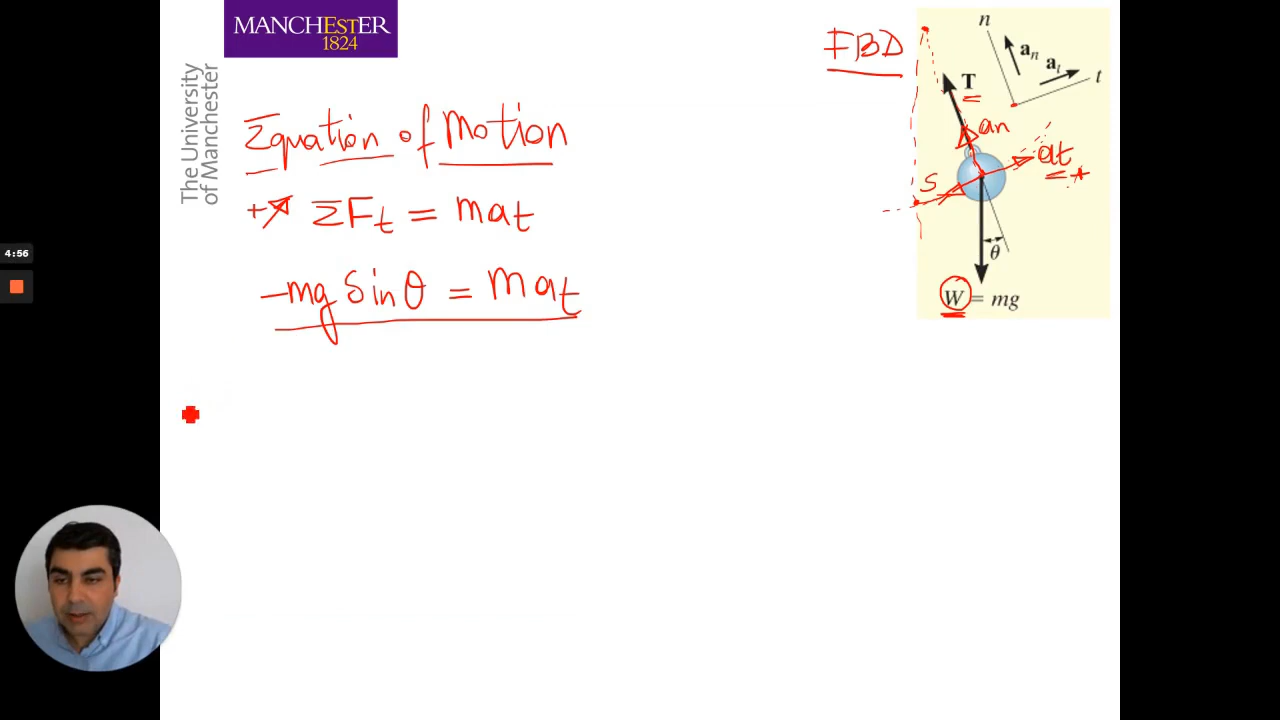 MANCHESTER
1824
The University
of Manchester
Equation of Motion
+↗ ΣFt = mat
-mg Sinθ = mat
FBD
n
an
at
t
T
an
at
+
S
θ
W = mg
4:56